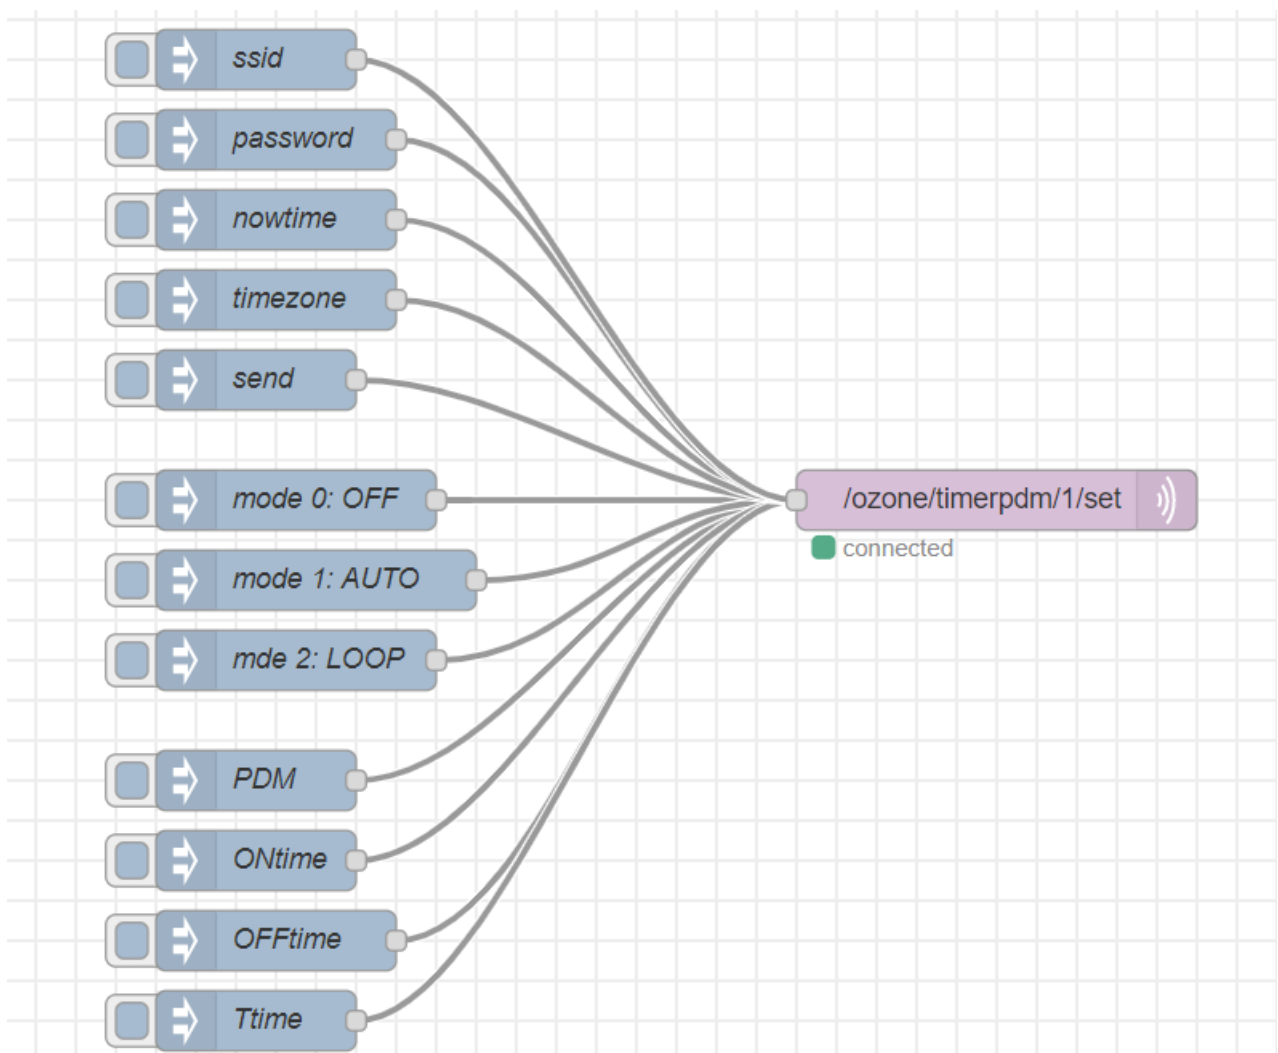 ssid
password
nowtime
timezone
send
mode 0: OFF
/ozone/timerpdm/1/set
connected
mode 1: AUTO
mde 2: LOOP
PDM
ONtime
OFFtime
Ttime